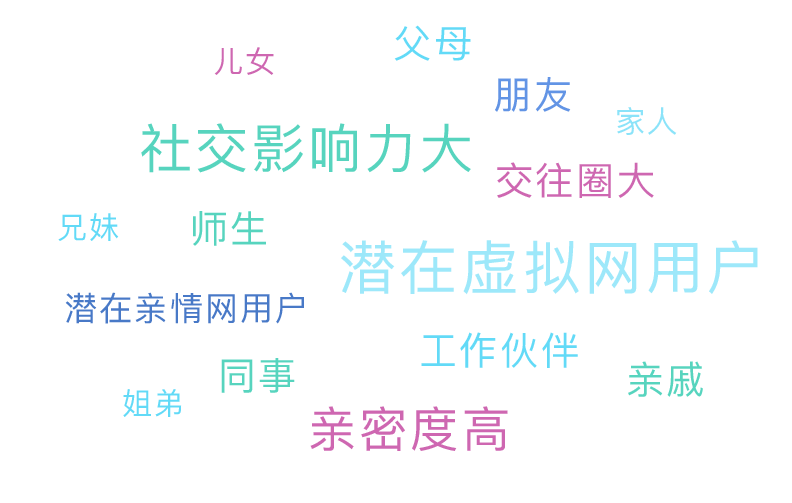 父母
儿女
朋友
家人
社交影响力大
交往圈大
兄妹
师生
潜在虚拟网用户
潜在亲情网用户
工作伙伴
同事
亲戚
姐弟
亲密度高